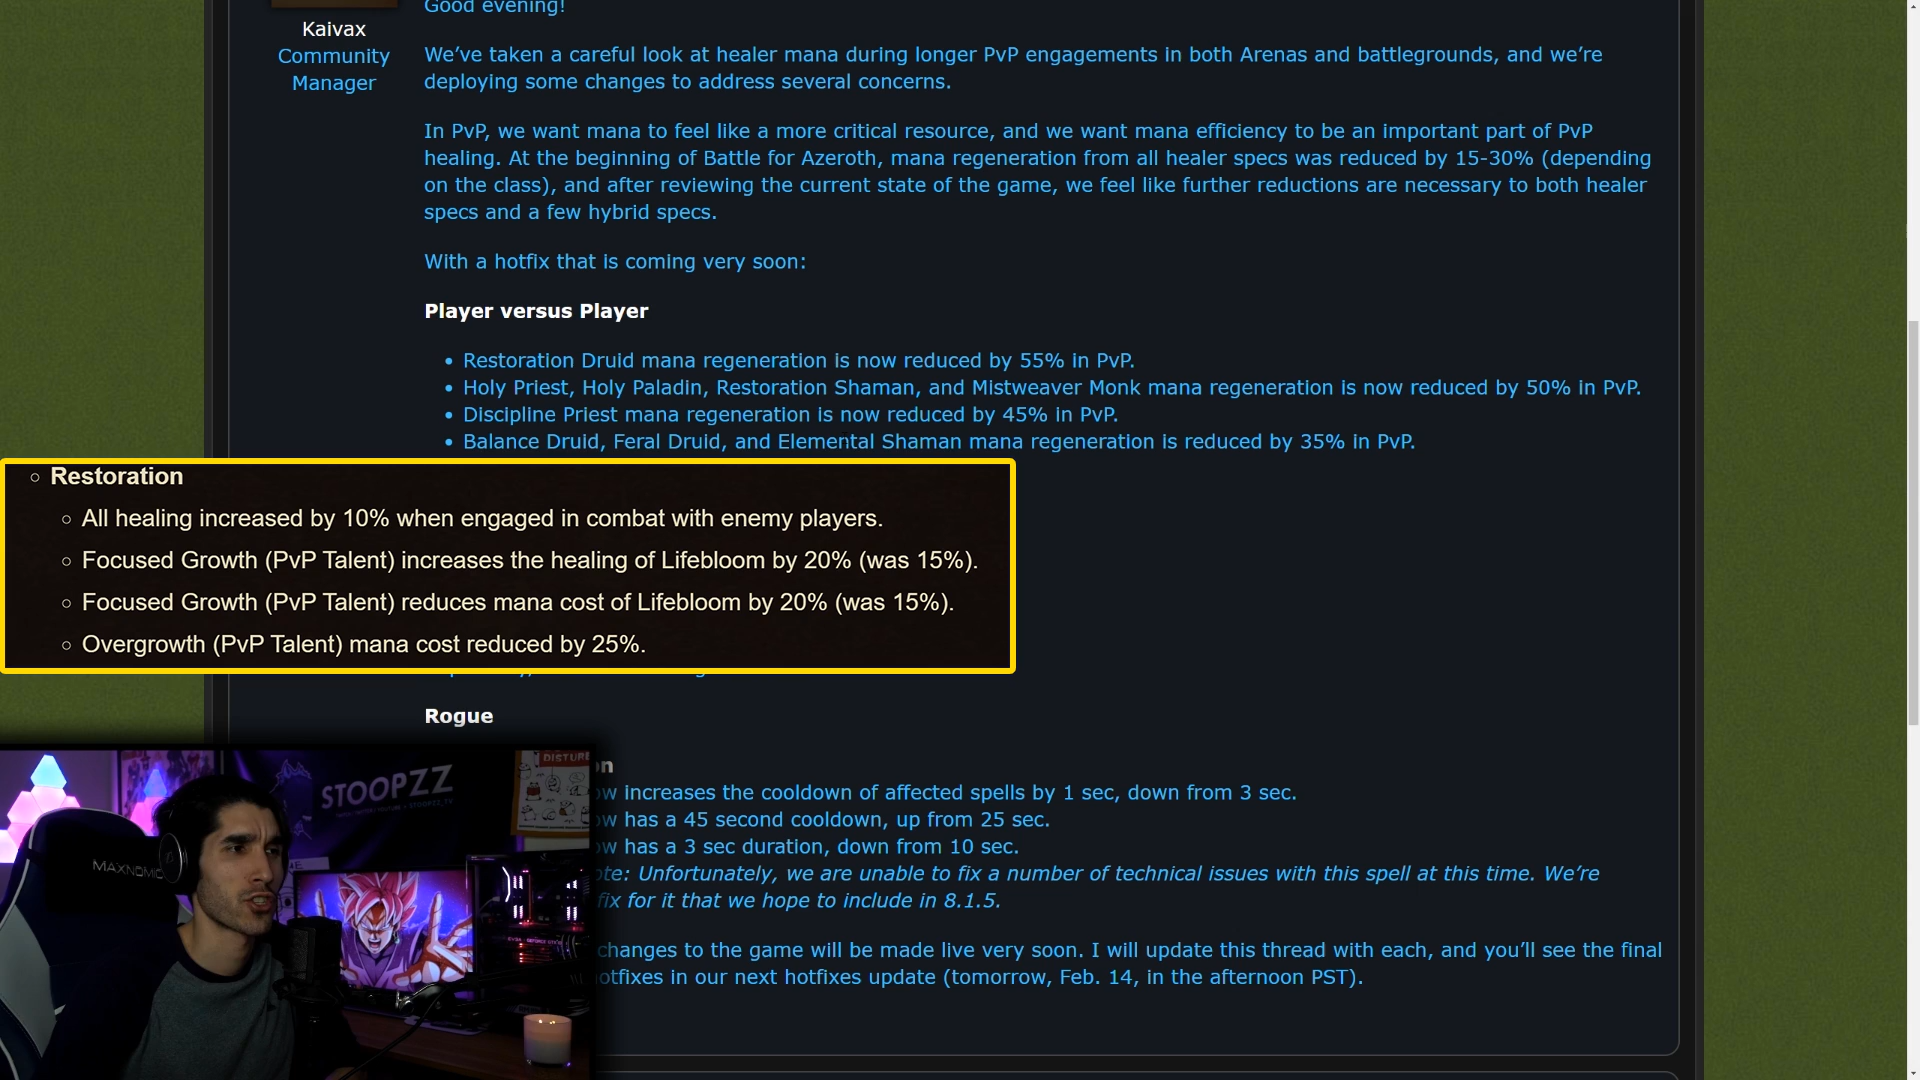 Good evening!
Kaivax
Community
Manager
We’ve taken a careful look at healer mana during longer PvP engagements in both Arenas and battlegrounds, and we’re
deploying some changes to address several concerns.
In PvP, we want mana to feel like a more critical resource, and we want mana efficiency to be an important part of PvP
healing. At the beginning of Battle for Azeroth, mana regeneration from all healer specs was reduced by 15-30% (depending
on the class), and after reviewing the current state of the game, we feel like further reductions are necessary to both healer
specs and a few hybrid specs.
With a hotfix that is coming very soon:
Player versus Player
• Restoration Druid mana regeneration is now reduced by 55% in PvP.
• Holy Priest, Holy Paladin, Restoration Shaman, and Mistweaver Monk mana regeneration is now reduced by 50% in PvP.
• Discipline Priest mana regeneration is now reduced by 45% in PvP.
• Balance Druid, Feral Druid, and Elemental Shaman mana regeneration is reduced by 35% in PvP.
◦ Restoration
◦ All healing increased by 10% when engaged in combat with enemy players.
◦ Focused Growth (PvP Talent) increases the healing of Lifebloom by 20% (was 15%).
◦ Focused Growth (PvP Talent) reduces mana cost of Lifebloom by 20% (was 15%).
◦ Overgrowth (PvP Talent) mana cost reduced by 25%.
Rogue
on
ow increases the cooldown of affected spells by 1 sec, down from 3 sec.
ow has a 45 second cooldown, up from 25 sec.
ow has a 3 sec duration, down from 10 sec.
ote: Unfortunately, we are unable to fix a number of technical issues with this spell at this time. We’re
fix for it that we hope to include in 8.1.5.
changes to the game will be made live very soon. I will update this thread with each, and you’ll see the final
otfixes in our next hotfixes update (tomorrow, Feb. 14, in the afternoon PST).
STOOPZZ
DISTURB
MAXNOMIC